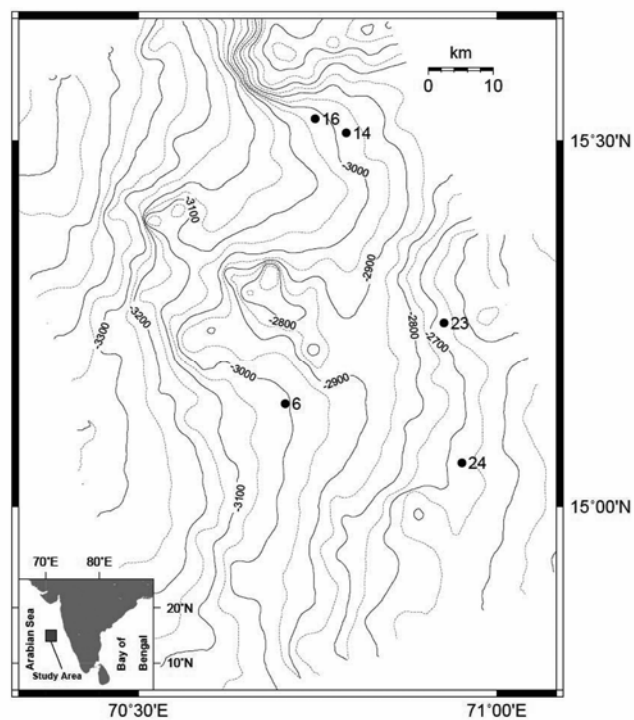 km
0 10
16
14
15°30'N
-3000
-3100
-2900
-2800
23
-3200
-3300
-2800
-2700
-3000
-2900
6
24
-3100
15°00'N
70°E 80°E
20°N
10°N
Arabian Sea
Bay of
Bengal
Study Area
70°30'E
71°00'E